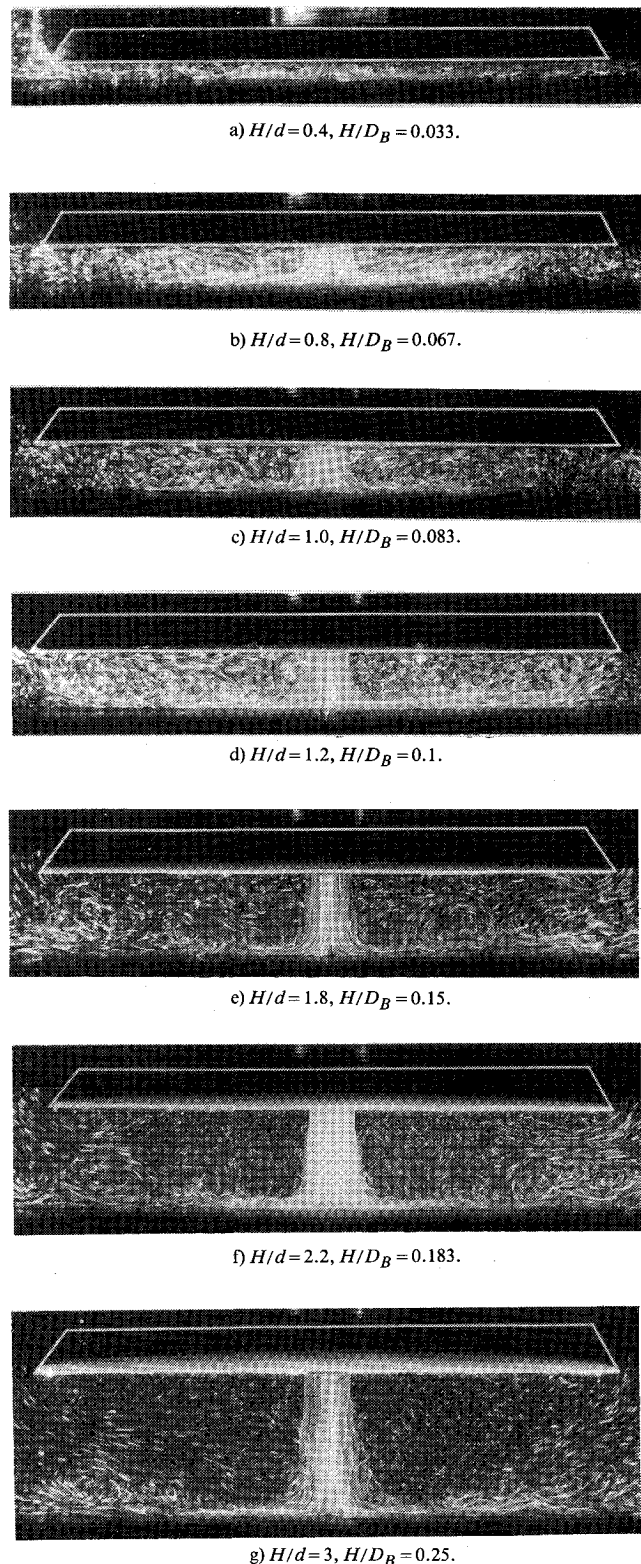 a) H/d=0.4, H/D_B=0.033.
b) H/d=0.8, H/D_B=0.067.
c) H/d=1.0, H/D_B=0.083.
d) H/d=1.2, H/D_B=0.1.
e) H/d=1.8, H/D_B=0.15.
f) H/d=2.2, H/D_B=0.183.
g) H/d=3, H/D_B=0.25.